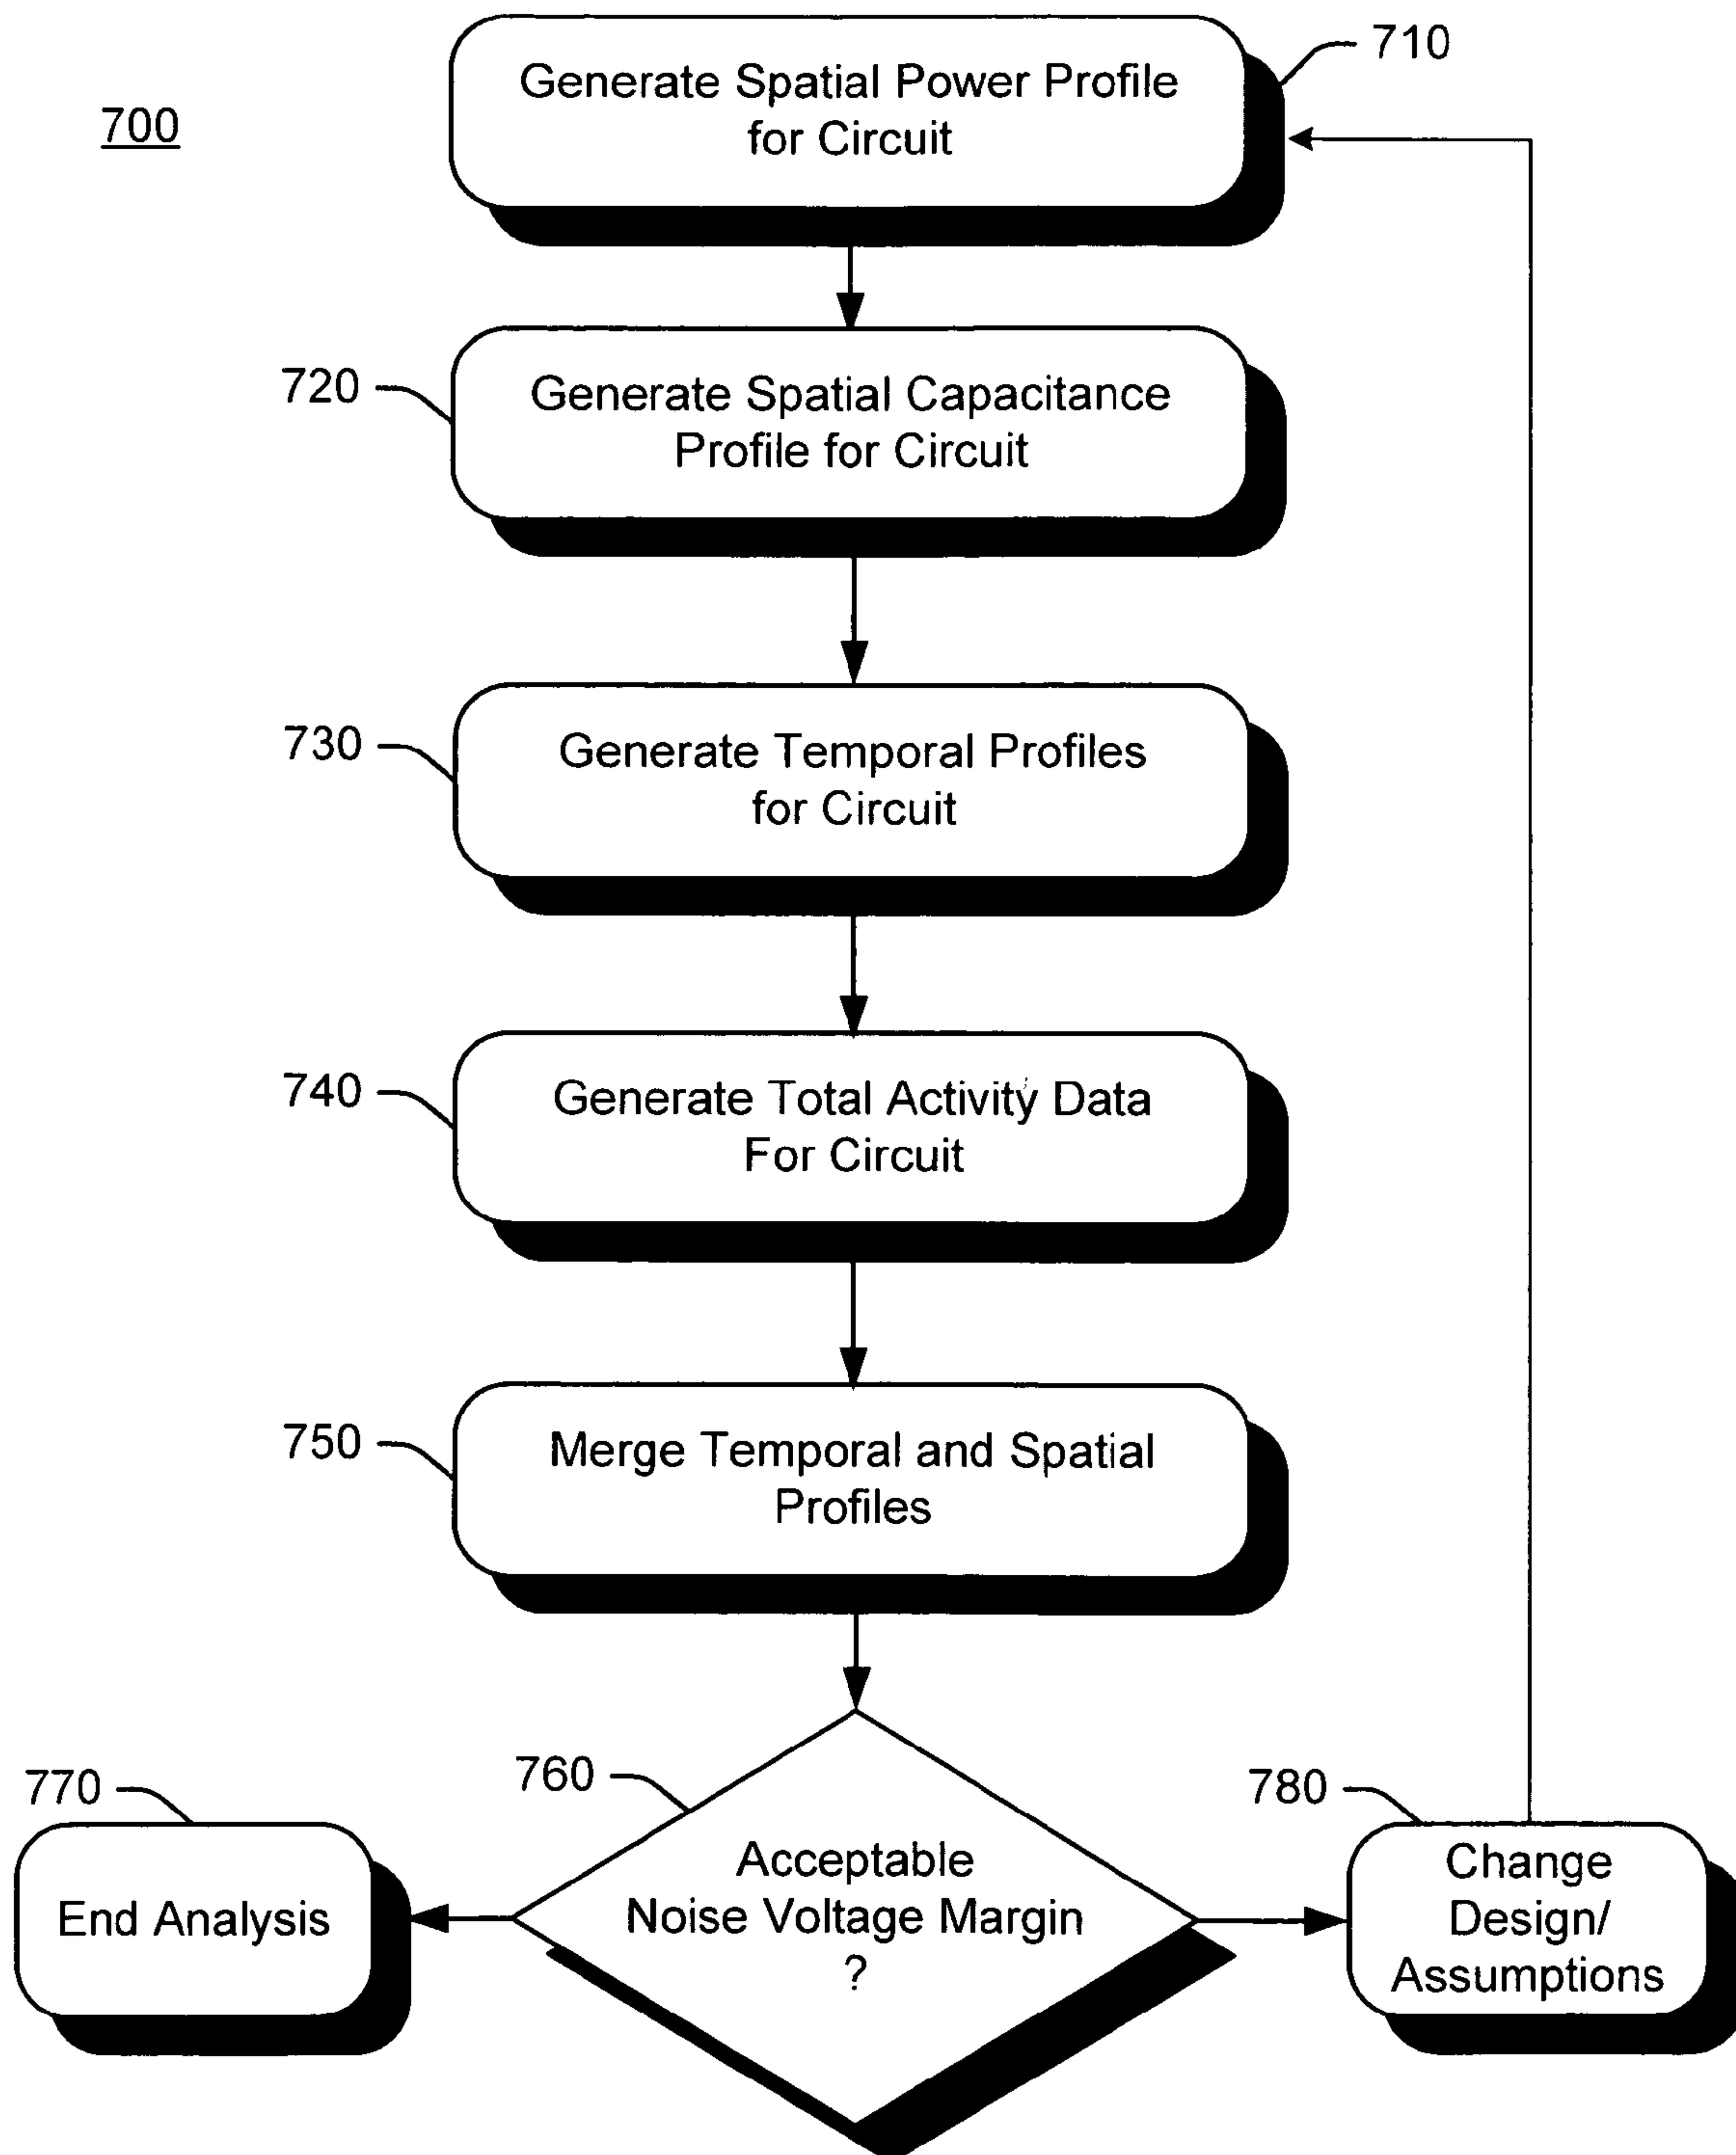 700
710
Generate Spatial Power Profile
for Circuit
720
Generate Spatial Capacitance
Profile for Circuit
730
Generate Temporal Profiles
for Circuit
740
Generate Total Activity Data
For Circuit
750
Merge Temporal and Spatial
Profiles
760
Acceptable
Noise Voltage Margin
?
770
End Analysis
780
Change
Design/
Assumptions